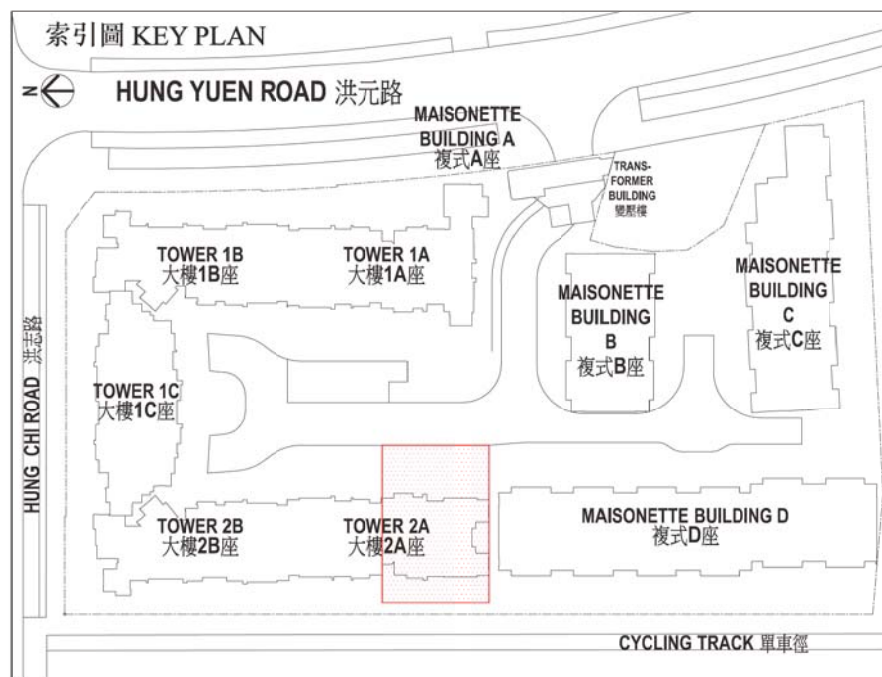 索引圖 KEY PLAN
N
HUNG YUEN ROAD 洪元路
MAISONETTE
BUILDING A
複式A座
TRANS-
FORMER
BUILDING
變壓樓
TOWER 1B
大樓1B座
TOWER 1A
大樓1A座
MAISONETTE
BUILDING
B
複式B座
MAISONETTE
BUILDING
C
複式C座
HUNG CHI ROAD 洪志路
TOWER 1C
大樓1C座
TOWER 2B
大樓2B座
TOWER 2A
大樓2A座
MAISONETTE BUILDING D
複式D座
CYCLING TRACK 單車徑